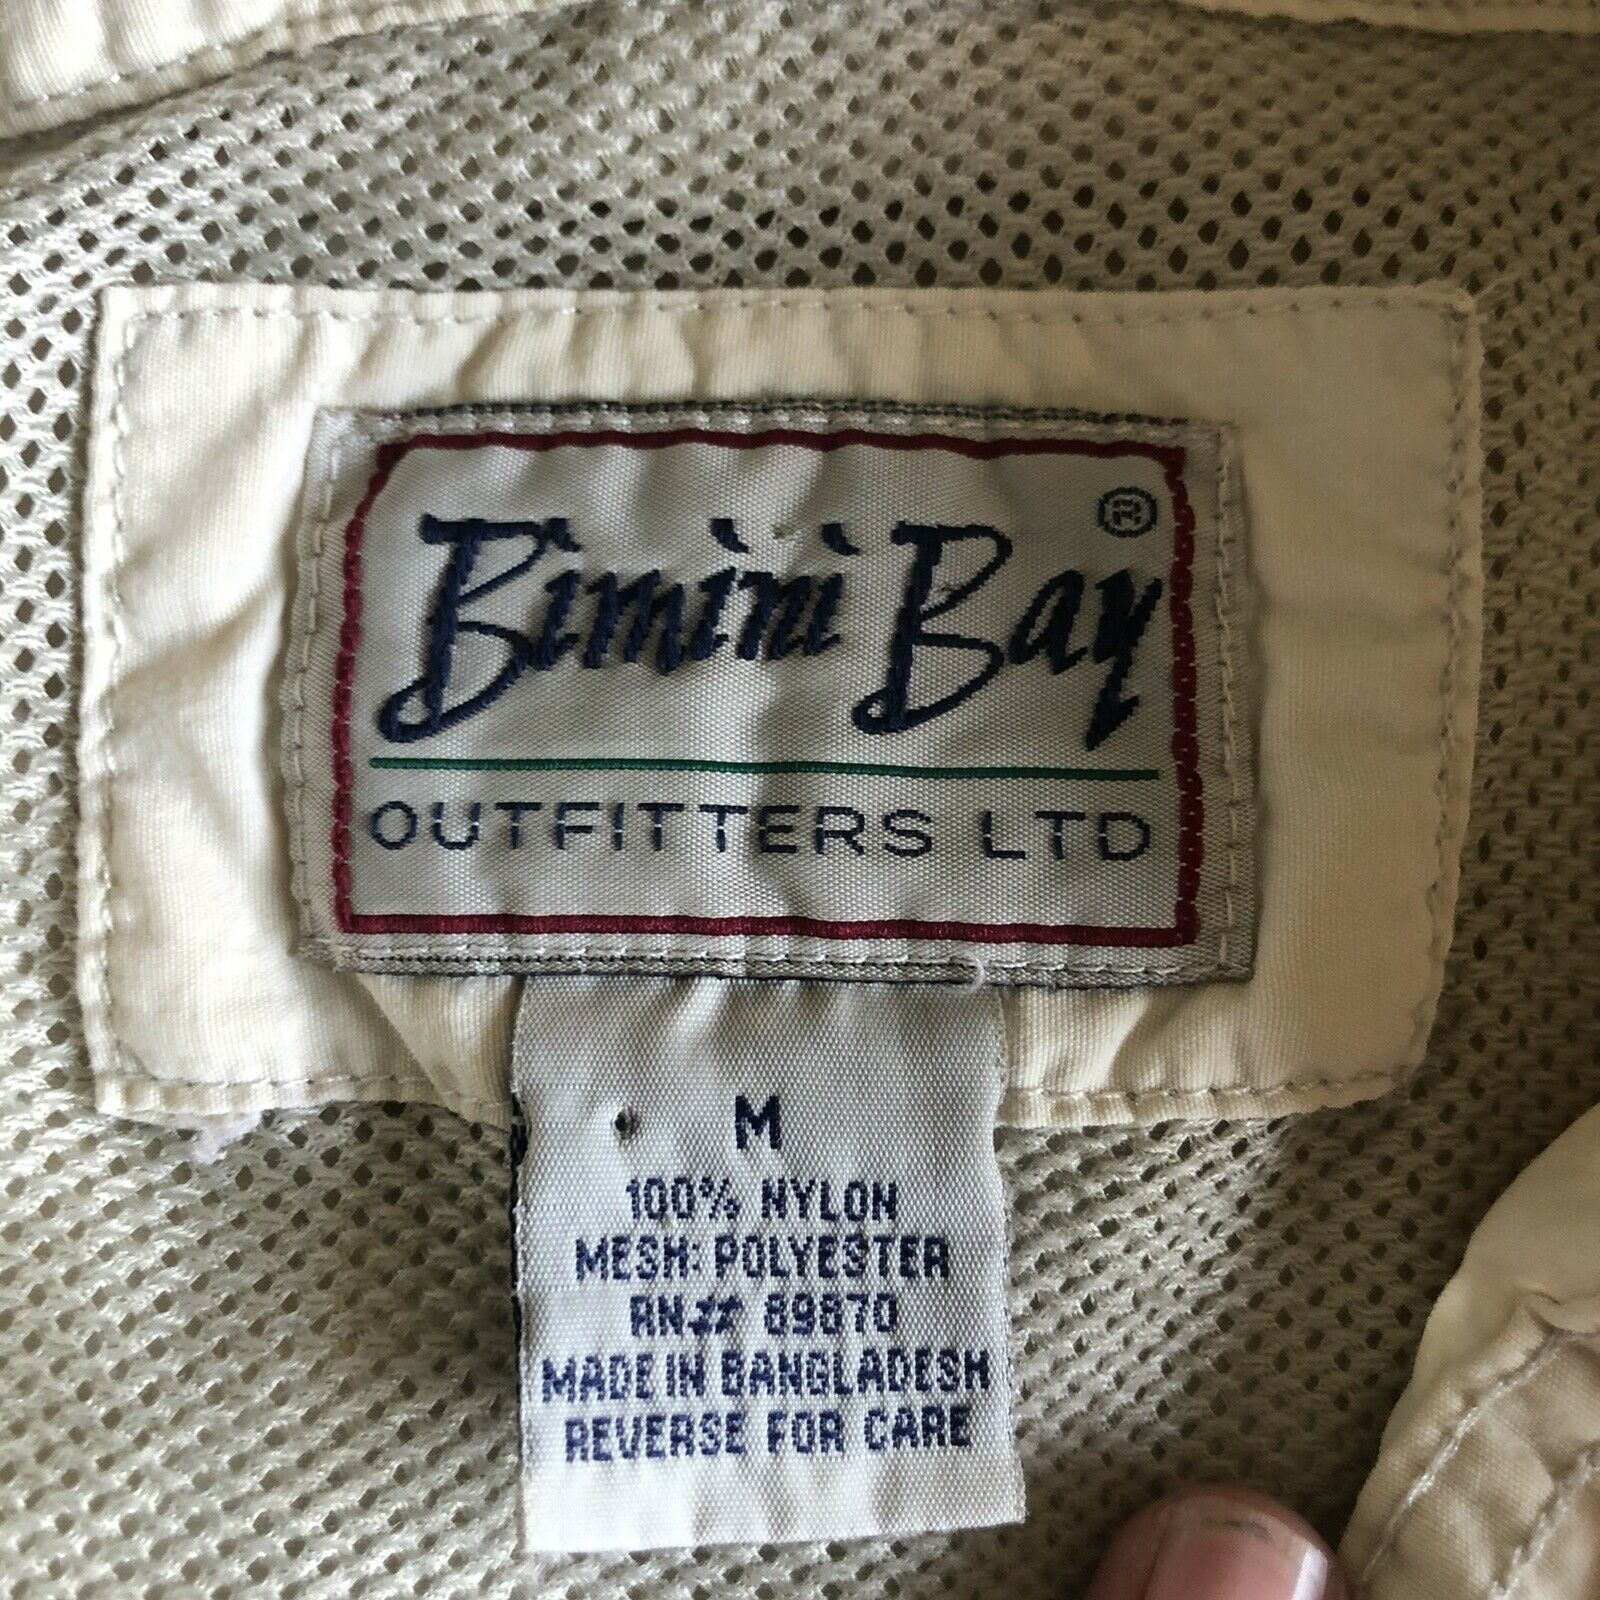 Bimini Bay ®
OUTFITTERS LTD
M
100% NYLON
MESH: POLYESTER
RN# 89870
MADE IN BANGLADESH
REVERSE FOR CARE